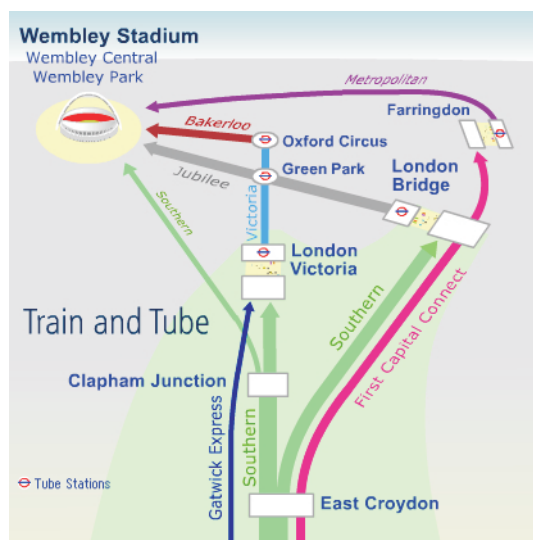 Wembley Stadium
Wembley Central
Wembley Park
Metropolitan
Farringdon
Bakerloo
Oxford Circus
Jubilee
Green Park
London
Bridge
Southern
Victoria
London
Victoria
Train and Tube
Southern
First Capital Connect
Clapham Junction
Gatwick Express
Southern
Tube Stations
East Croydon